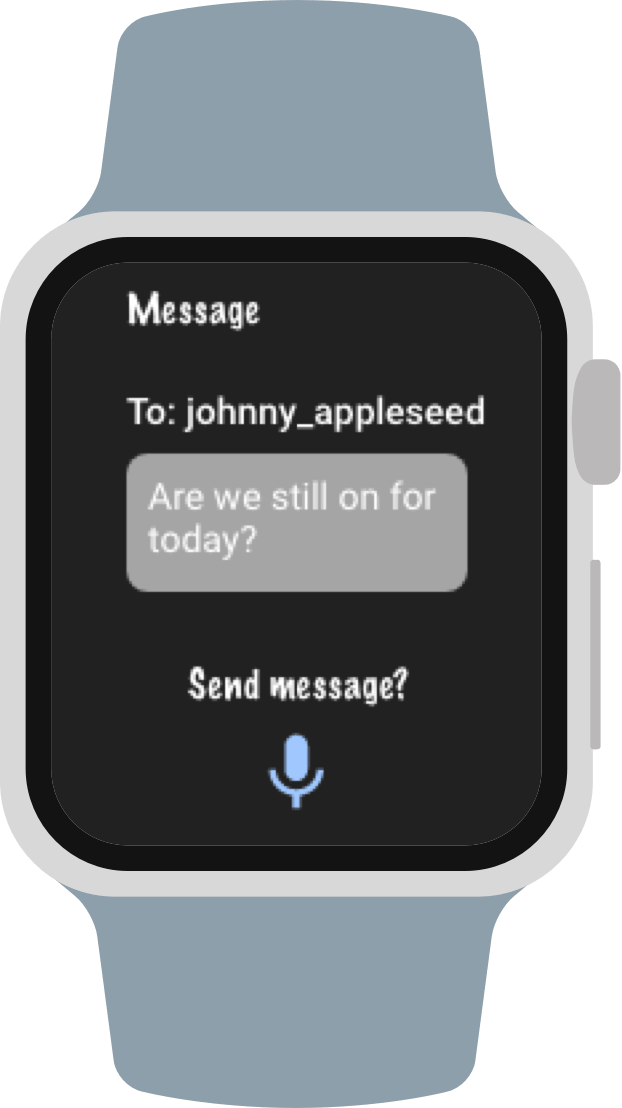 Message
To: johnny_appleseed
Are we still on for
today?
Send message?